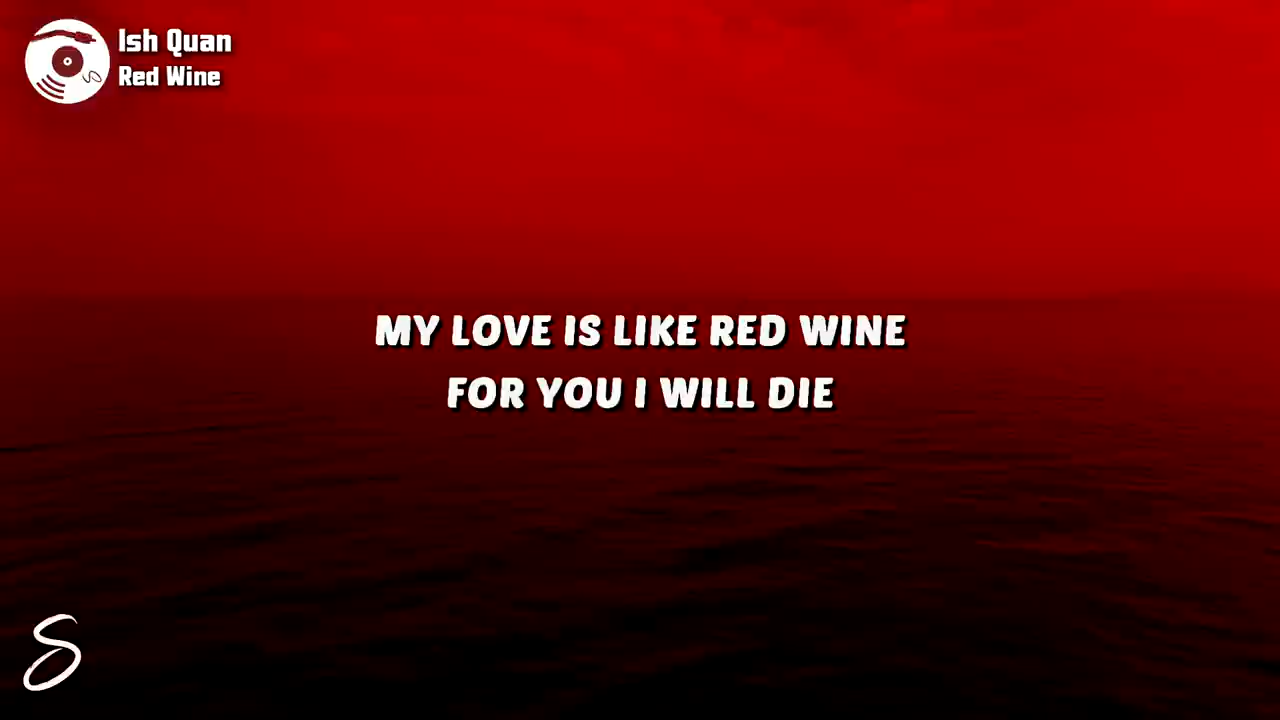 Ish Quan
Red Wine
MY LOVE IS LIKE RED WINE
FOR YOU I WILL DIE
S